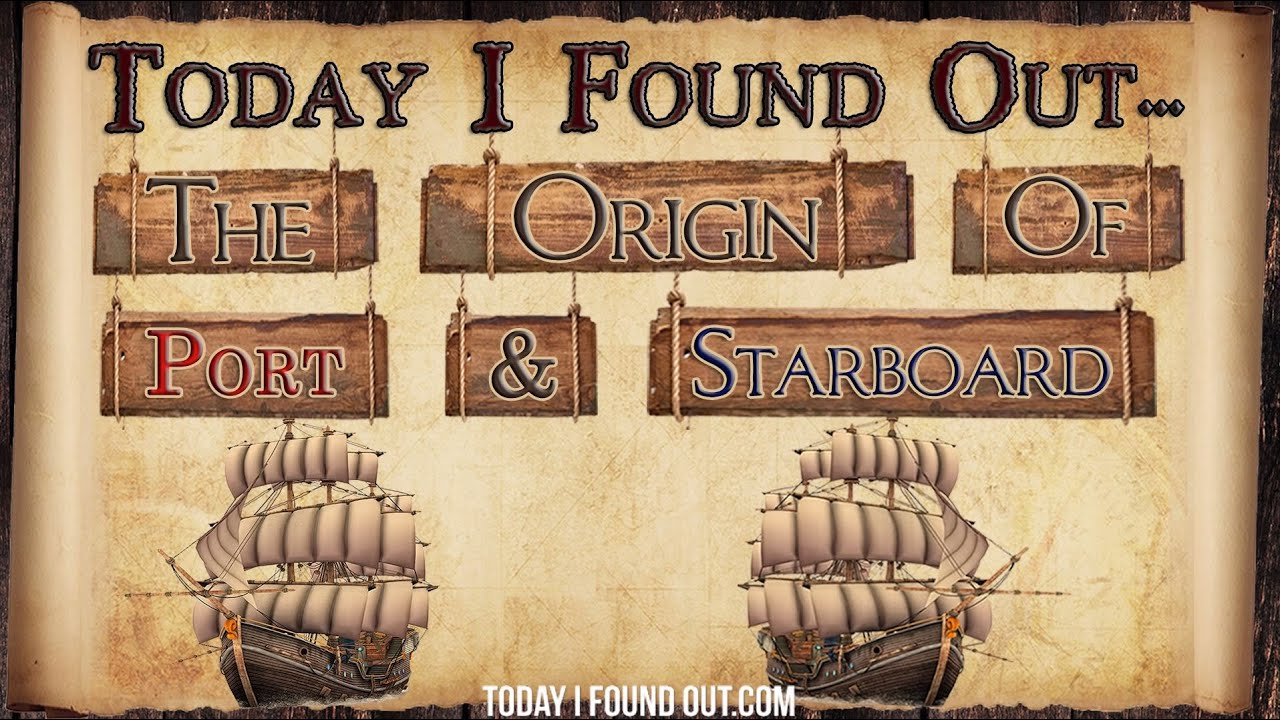 Today I Found Out...
The Origin Of
Port & Starboard
TODAY I FOUND OUT.COM